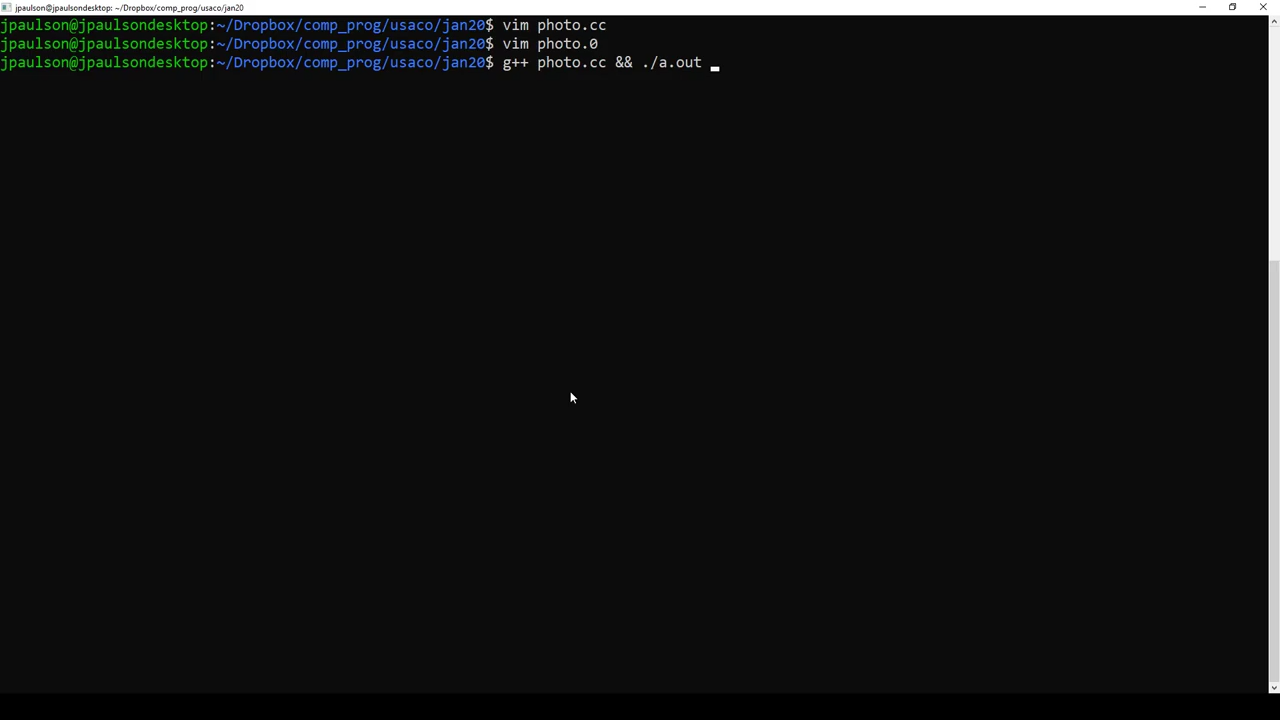 jpaulson@jpaulsondesktop: ~/Dropbox/comp_prog/usaco/jan20
jpaulson@jpaulsondesktop:~/Dropbox/comp_prog/usaco/jan20$ vim photo.cc
jpaulson@jpaulsondesktop:~/Dropbox/comp_prog/usaco/jan20$ vim photo.0
jpaulson@jpaulsondesktop:~/Dropbox/comp_prog/usaco/jan20$ g++ photo.cc && ./a.out